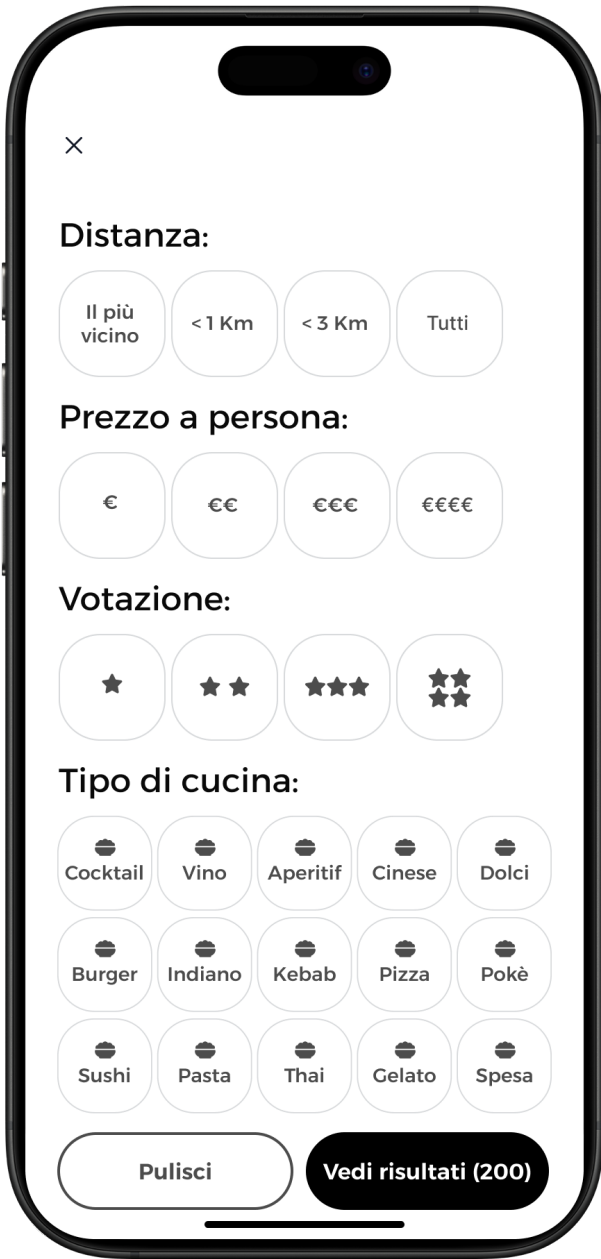 Distanza:
Il più
vicino
< 1 Km
< 3 Km
Tutti
Prezzo a persona:
€
€€
€€€
€€€€
Votazione:
Tipo di cucina:
Cocktail
Vino
Aperitif
Cinese
Dolci
Burger
Indiano
Kebab
Pizza
Pokè
Sushi
Pasta
Thai
Gelato
Spesa
Pulisci
Vedi risultati (200)